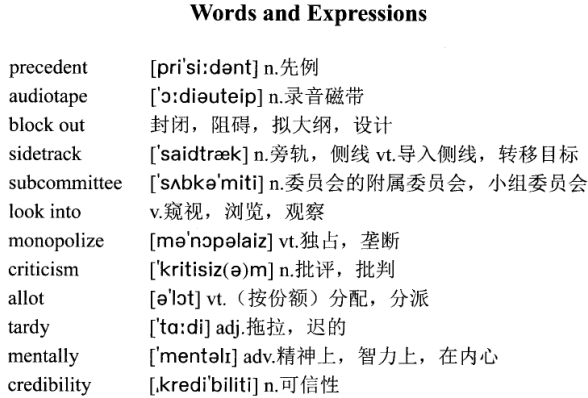 Words and Expressions
precedent [pri'si:dənt] n.先例
audiotape ['ɔ:diəuteip] n.录音磁带
block out 封闭，阻碍，拟大纲，设计
sidetrack ['saidtræk] n.旁轨，侧线 vt.导入侧线，转移目标
subcommittee ['sʌbkə'miti] n.委员会的附属委员会，小组委员会
look into v.窥视，浏览，观察
monopolize [mə'nɔpəlaiz] vt.独占，垄断
criticism ['kritisiz(ə)m] n.批评，批判
allot [ə'lɔt] vt.（按份额）分配，分派
tardy ['tɑ:di] adj.拖拉，迟的
mentally ['mentəlɪ] adv.精神上，智力上，在内心
credibility [ˌkredi'biliti] n.可信性